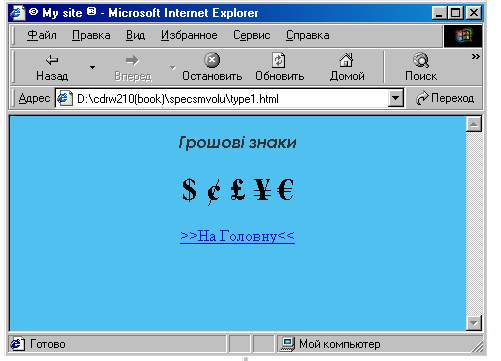 © My site ® - Microsoft Internet Explorer
Файл Правка Вид Избранное Сервис Справка
Назад Вперед Остановить Обновить Домой Поиск »
Адрес D:\cdrw210(book)\specsmvolu\type1.html Переход
Грошові знаки
$ ¢ £ ¥ €
>>На Головну<<
Готово Мой компьютер